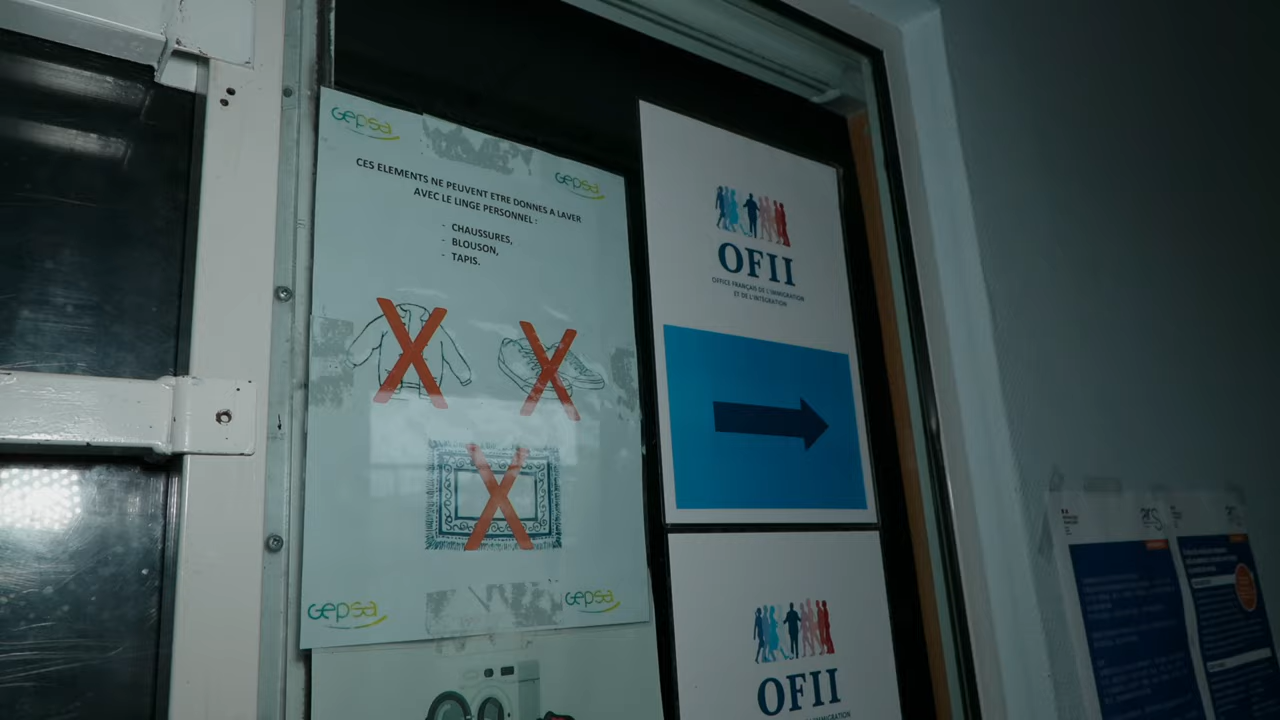 Gepsa
Gepsa
CES ELEMENTS NE PEUVENT ETRE DONNES A LAVER
AVEC LE LINGE PERSONNEL :
- CHAUSSURES,
- BLOUSON,
- TAPIS.
X
X
X
Gepsa
Gepsa
OFII
OFFICE FRANÇAIS DE L'IMMIGRATION
ET DE L'INTÉGRATION
OFII
ars